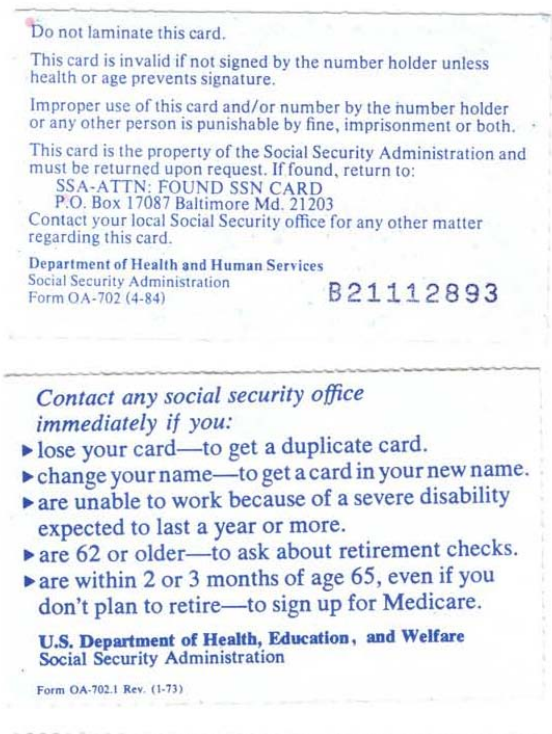 Do not laminate this card.
This card is invalid if not signed by the number holder unless
health or age prevents signature.
Improper use of this card and/or number by the number holder
or any other person is punishable by fine, imprisonment or both.
This card is the property of the Social Security Administration and
must be returned upon request. If found, return to:
SSA-ATTN: FOUND SSN CARD
P.O. Box 17087 Baltimore Md. 21203
Contact your local Social Security office for any other matter
regarding this card.
Department of Health and Human Services
Social Security Administration
Form OA-702 (4-84)
B21112893
Contact any social security office
immediately if you:
▸ lose your card—to get a duplicate card.
▸ change your name—to get a card in your new name.
▸ are unable to work because of a severe disability
expected to last a year or more.
▸ are 62 or older—to ask about retirement checks.
▸ are within 2 or 3 months of age 65, even if you
don't plan to retire—to sign up for Medicare.
U.S. Department of Health, Education, and Welfare
Social Security Administration
Form OA-702.1 Rev. (1-73)